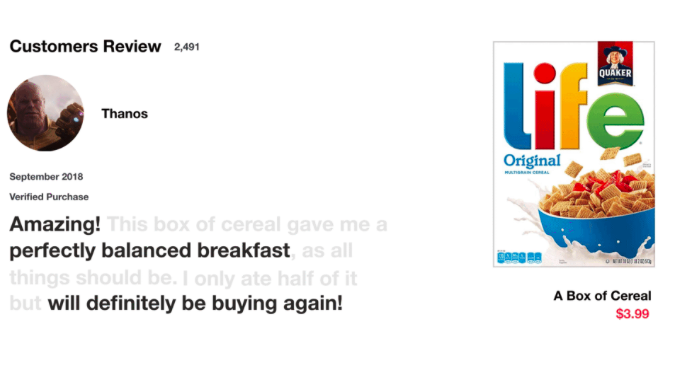 Customers Review 2,491
Thanos
September 2018
Verified Purchase
Amazing! This box of cereal gave me a
perfectly balanced breakfast, as all
things should be. I only ate half of it
but will definitely be buying again!
QUAKER
life
Original
MULTIGRAIN CEREAL
A Box of Cereal
$3.99